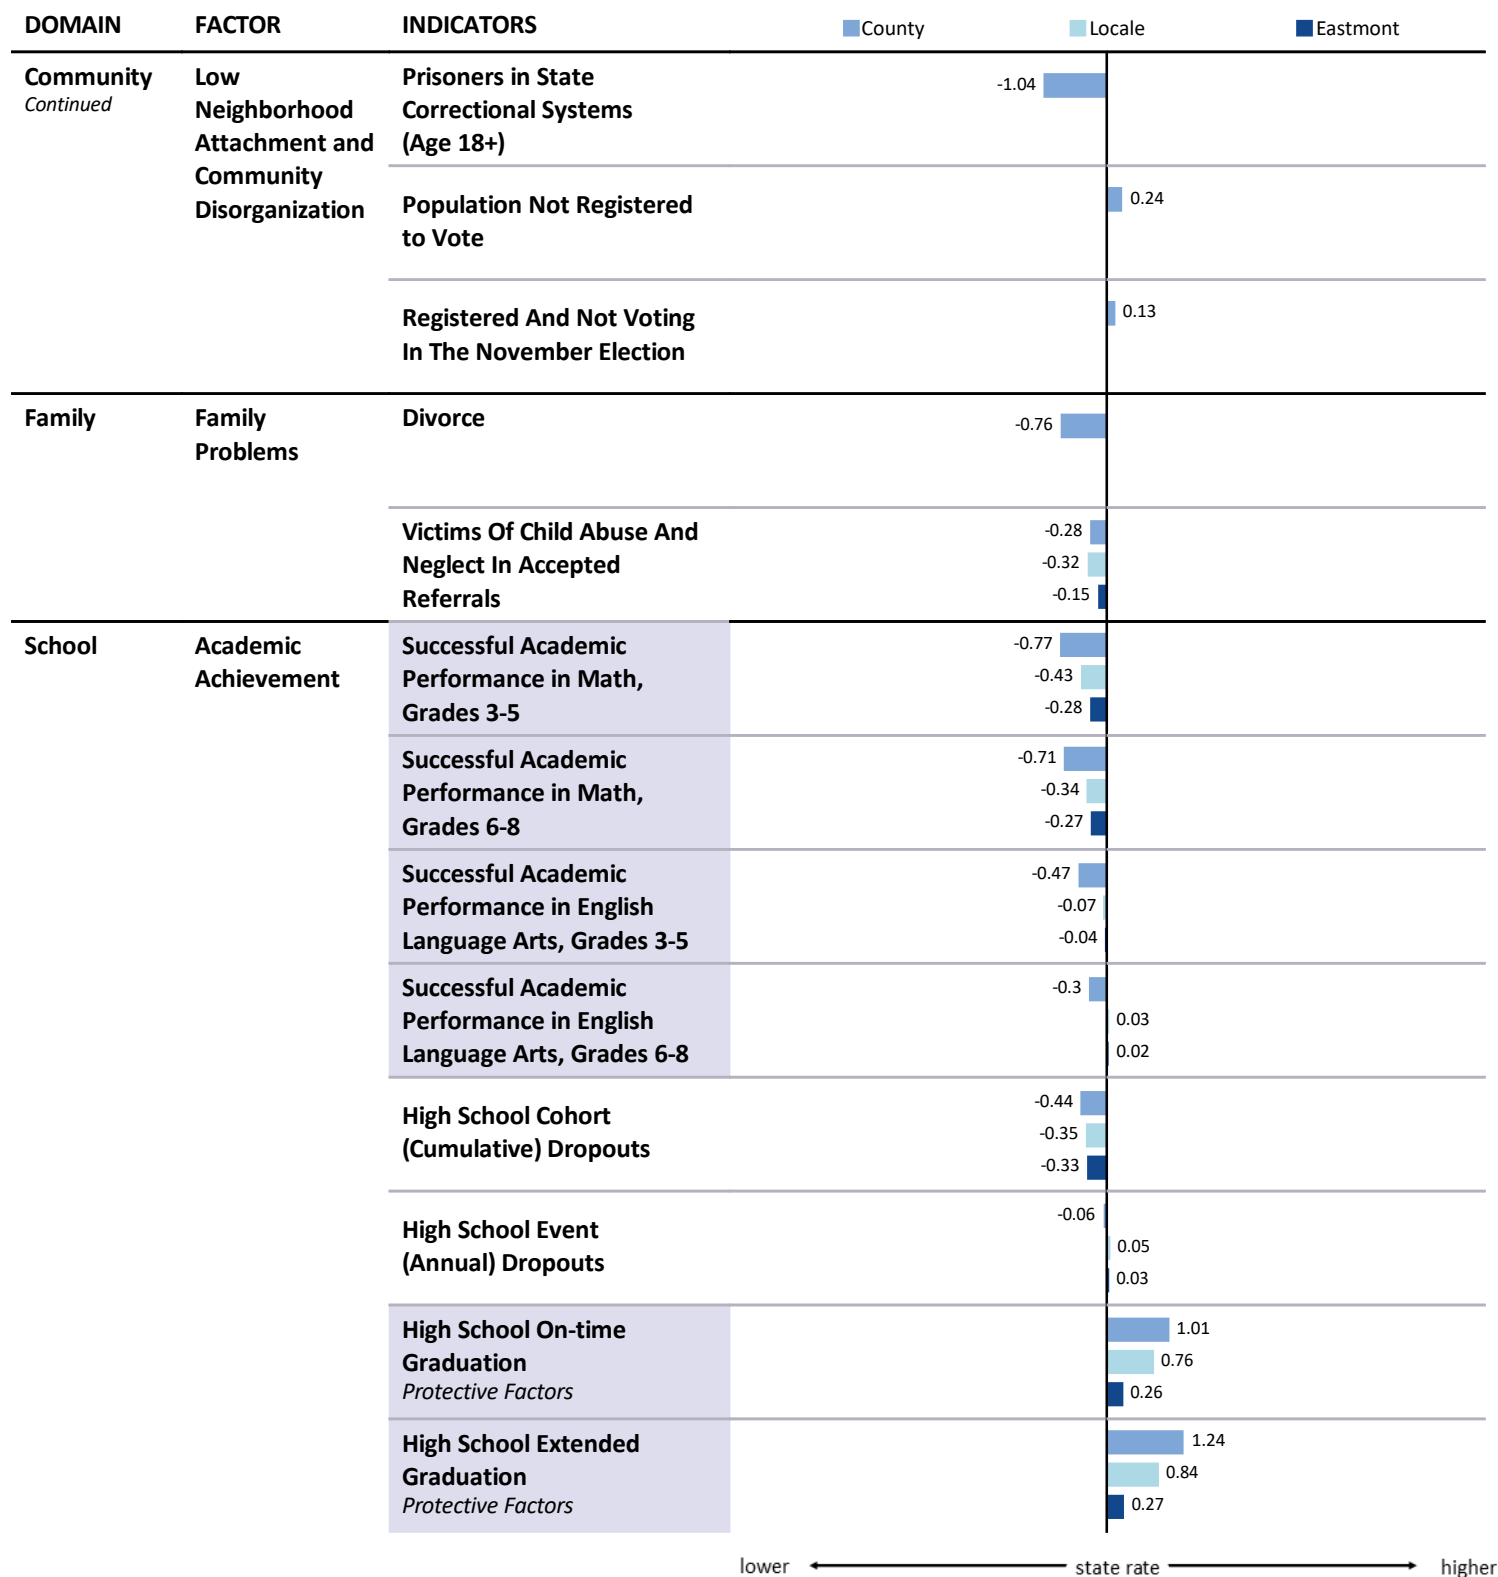 DOMAIN FACTOR INDICATORS County Locale Eastmont
Community
Continued
Low
Neighborhood
Attachment and
Community
Disorganization
Prisoners in State
Correctional Systems
(Age 18+)
-1.04
Population Not Registered
to Vote
0.24
Registered And Not Voting
In The November Election
0.13
Family
Family
Problems
Divorce
-0.76
Victims Of Child Abuse And
Neglect In Accepted
Referrals
-0.28
-0.32
-0.15
School
Academic
Achievement
Successful Academic
Performance in Math,
Grades 3-5
-0.77
-0.43
-0.28
Successful Academic
Performance in Math,
Grades 6-8
-0.71
-0.34
-0.27
Successful Academic
Performance in English
Language Arts, Grades 3-5
-0.47
-0.07
-0.04
Successful Academic
Performance in English
Language Arts, Grades 6-8
-0.3
0.03
0.02
High School Cohort
(Cumulative) Dropouts
-0.44
-0.35
-0.33
High School Event
(Annual) Dropouts
-0.06
0.05
0.03
High School On-time
Graduation
Protective Factors
1.01
0.76
0.26
High School Extended
Graduation
Protective Factors
1.24
0.84
0.27
lower state rate higher